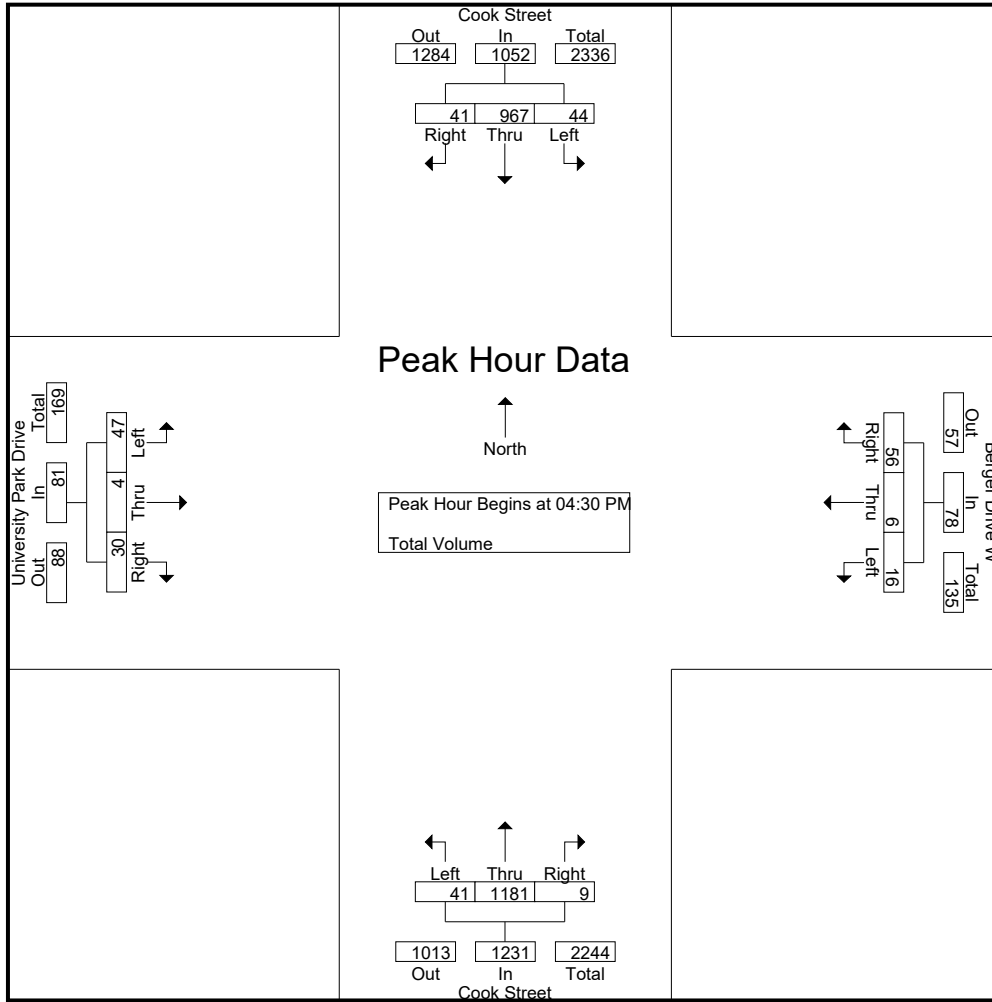 Cook Street
Out In Total
1284 1052 2336
41 967 44
Right Thru Left
Peak Hour Data
North
Peak Hour Begins at 04:30 PM
Total Volume
University Park Drive
Total In Out
169 81 88
47 4 30
Left Thru Right
Drive W
Out In Total
57 78 135
56 6 16
Right Thru Left
Left Thru Right
41 1181 9
1013 1231 2244
Out In Total
Cook Street